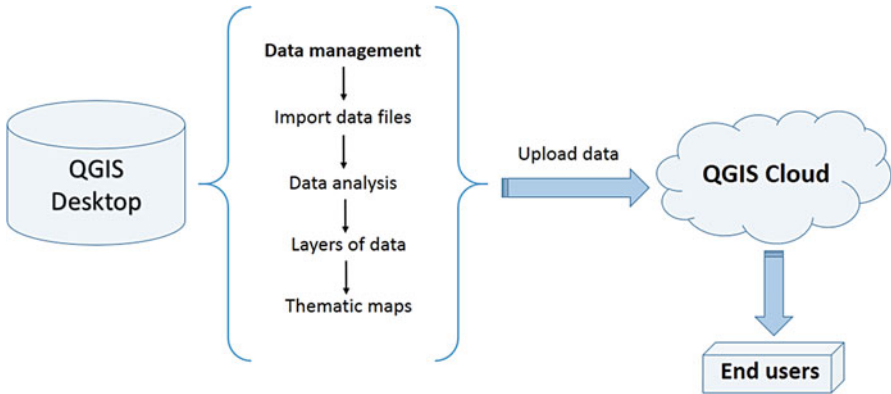 QGIS
Desktop
Data management
Import data files
Data analysis
Layers of data
Thematic maps
Upload data
QGIS Cloud
End users